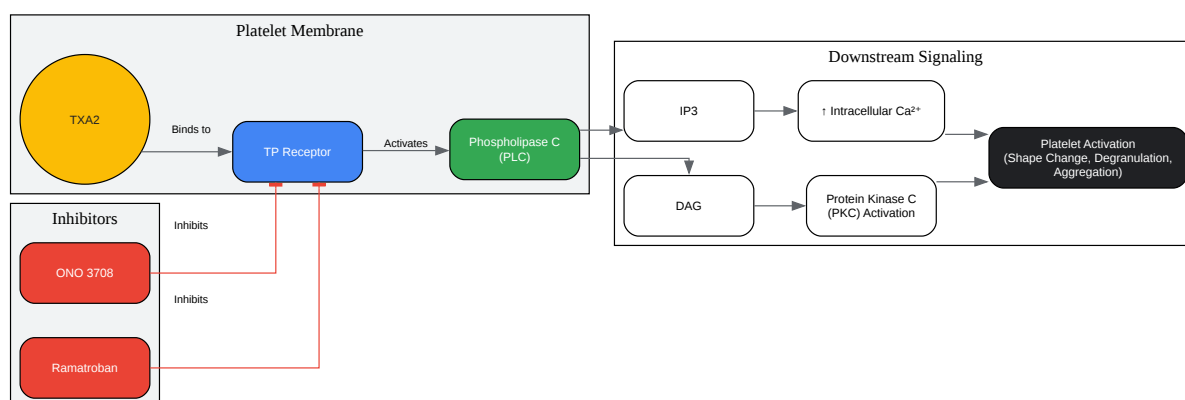 Platelet Membrane
TXA2
Binds to
TP Receptor
Activates
Phospholipase C
(PLC)
Downstream Signaling
IP3
↑ Intracellular Ca²⁺
DAG
Protein Kinase C
(PKC) Activation
Platelet Activation
(Shape Change, Degranulation,
Aggregation)
Inhibitors
ONO 3708
Inhibits
Ramatroban
Inhibits